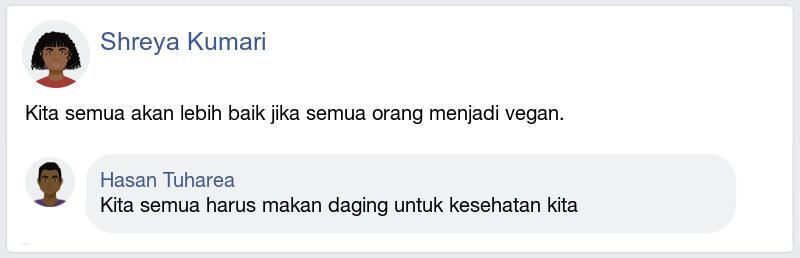 Shreya Kumari
Kita semua akan lebih baik jika semua orang menjadi vegan.
Hasan Tuharea
Kita semua harus makan daging untuk kesehatan kita